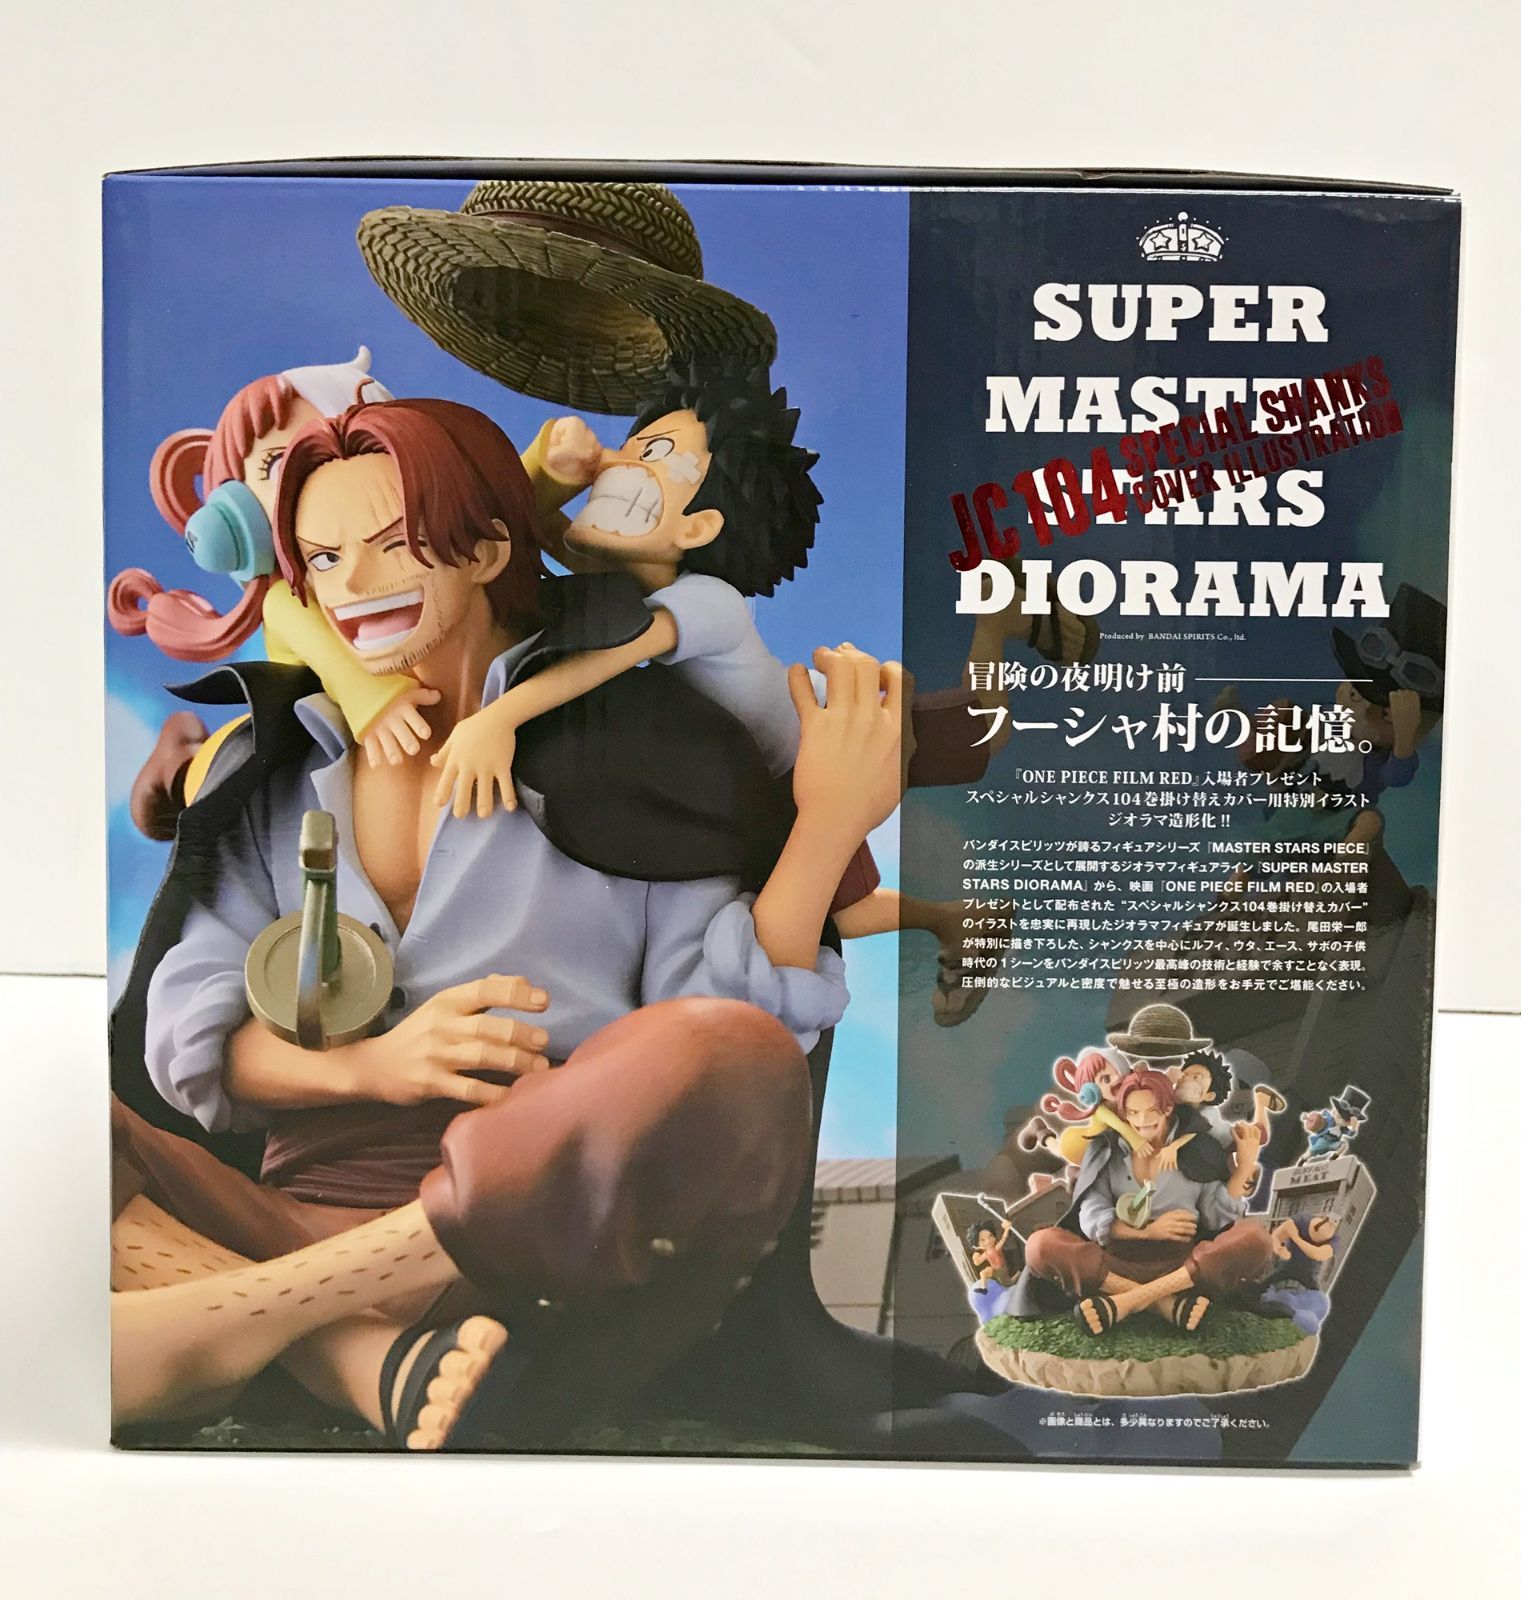 SUPER
MASTER
STARS
DIORAMA
JC104 SPECIAL SHANKS
COVER ILLUSTRATION
Produced by BANDAI SPIRITS Co., ltd.
冒険の夜明け前
フーシャ村の記憶。
『ONE PIECE FILM RED』入場者プレゼント
スペシャルシャンクス104巻掛け替えカバー用特別イラスト
ジオラマ造形化!!
バンダイスピリッツが誇るフィギュアシリーズ『MASTER STARS PIECE』
の派生シリーズとして展開するジオラマフィギュアライン『SUPER MASTER
STARS DIORAMA』から、映画『ONE PIECE FILM RED』の入場者
プレゼントとして配布された“スペシャルシャンクス104巻掛け替えカバー”
のイラストを忠実に再現したジオラマフィギュアが誕生しました。尾田栄一郎
が特別に描き下ろした、シャンクスを中心にルフィ、ウタ、エース、サボの子供
時代の1シーンをバンダイスピリッツ最高峰の技術と経験で余すことなく表現。
圧倒的なビジュアルと密度で魅せる至極の造形をお手元でご堪能ください。
MEAT
※画像と商品とは、多少異なりますのでご了承ください。